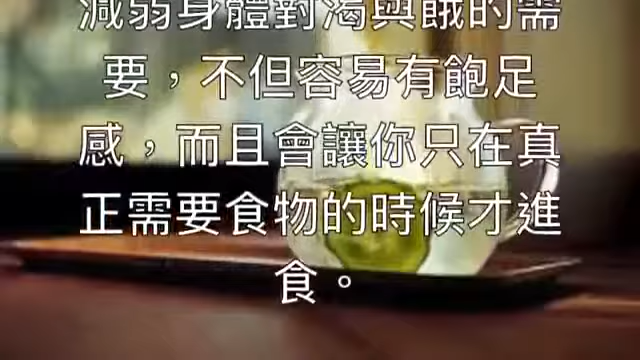 減弱身體對渴與餓的需
要，不但容易有飽足
感，而且會讓你只在真
正需要食物的時候才進
食。